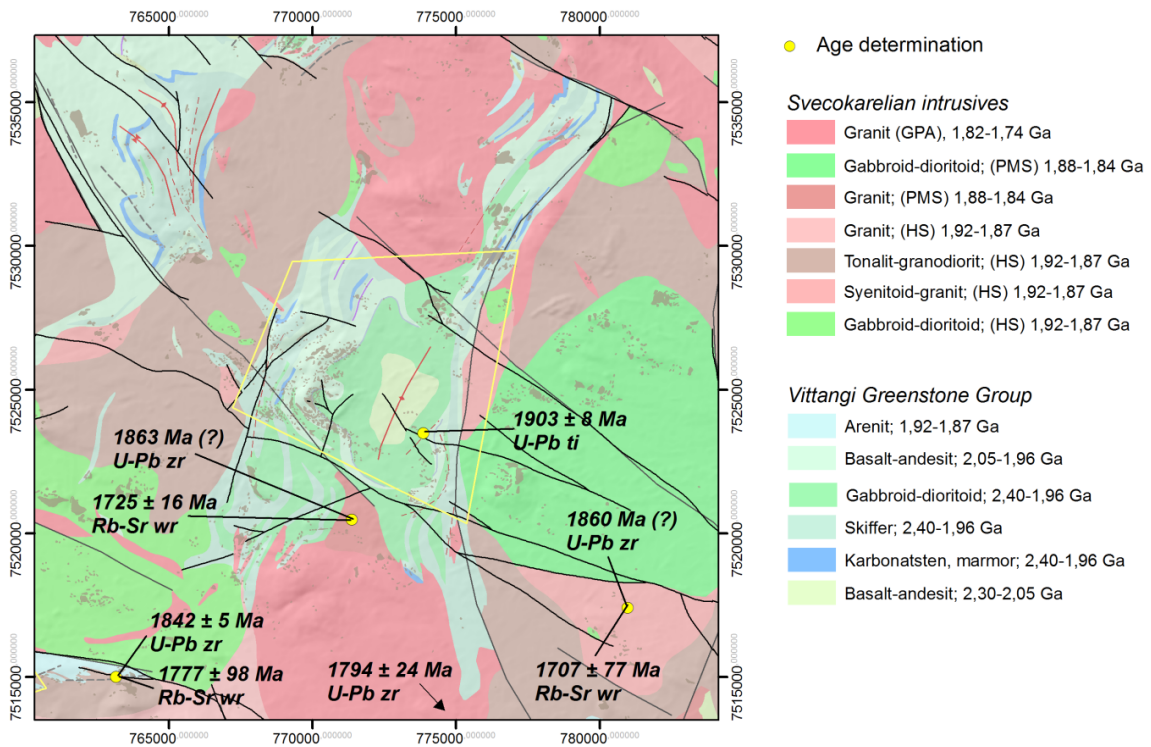 765000,000000 770000,000000 775000,000000 780000,000000
7535000,000000
7530000,000000
7525000,000000
7520000,000000
7515000,000000
1863 Ma (?)
U-Pb zr
1725 ± 16 Ma
Rb-Sr wr
1903 ± 8 Ma
U-Pb ti
1860 Ma (?)
U-Pb zr
1842 ± 5 Ma
U-Pb zr
1777 ± 98 Ma
Rb-Sr wr
1794 ± 24 Ma
U-Pb zr
1707 ± 77 Ma
Rb-Sr wr
7535000,000000
7530000,000000
7525000,000000
7520000,000000
7515000,000000
765000,000000 770000,000000 775000,000000 780000,000000
Age determination
Svecokarelian intrusives
Granit (GPA), 1,82-1,74 Ga
Gabbroid-dioritoid; (PMS) 1,88-1,84 Ga
Granit; (PMS) 1,88-1,84 Ga
Granit; (HS) 1,92-1,87 Ga
Tonalit-granodiorit; (HS) 1,92-1,87 Ga
Syenitoid-granit; (HS) 1,92-1,87 Ga
Gabbroid-dioritoid; (HS) 1,92-1,87 Ga
Vittangi Greenstone Group
Arenit; 1,92-1,87 Ga
Basalt-andesit; 2,05-1,96 Ga
Gabbroid-dioritoid; 2,40-1,96 Ga
Skiffer; 2,40-1,96 Ga
Karbonatsten, marmor; 2,40-1,96 Ga
Basalt-andesit; 2,30-2,05 Ga